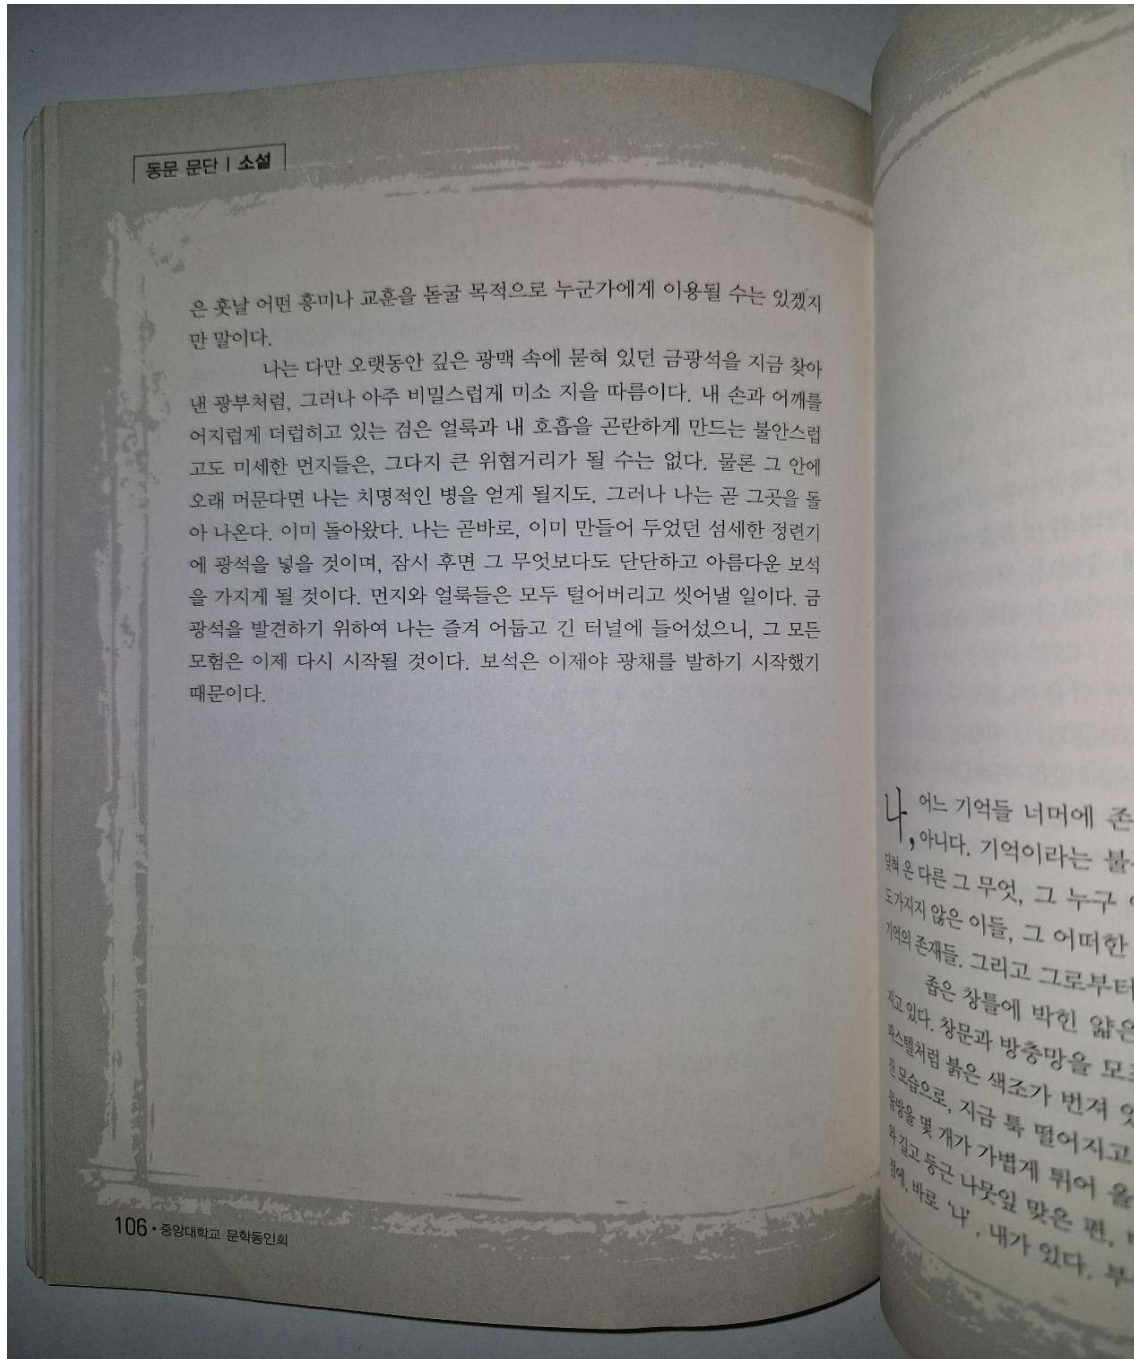 동문 문단 | 소설
은 훗날 어떤 흥미나 교훈을 돋굴 목적으로 누군가에게 이용될 수는 있겠지
만 말이다.
나는 다만 오랫동안 깊은 광맥 속에 묻혀 있던 금광석을 지금 찾아
낸 광부처럼, 그러나 아주 비밀스럽게 미소 지을 따름이다. 내 손과 어깨를
어지럽게 더럽히고 있는 검은 얼룩과 내 호흡을 곤란하게 만드는 불안스럽
고도 미세한 먼지들은, 그다지 큰 위협거리가 될 수는 없다. 물론 그 안에
오래 머문다면 나는 치명적인 병을 얻게 될지도. 그러나 나는 곧 그곳을 돌
아 나온다. 이미 돌아왔다. 나는 곧바로, 이미 만들어 두었던 섬세한 정련기
에 광석을 넣을 것이며, 잠시 후면 그 무엇보다도 단단하고 아름다운 보석
을 가지게 될 것이다. 먼지와 얼룩들은 모두 털어버리고 씻어낼 일이다. 금
광석을 발견하기 위하여 나는 즐겨 어둡고 긴 터널에 들어섰으니, 그 모든
모험은 이제 다시 시작될 것이다. 보석은 이제야 광채를 발하기 시작했기
때문이다.
106 • 중앙대학교 문학동인회
나, 어느 기억들 너머에 존
아니다. 기억이라는 불
닻혀 온 다른 그 무엇, 그 누구
도 가지지 않은 이들, 그 어떠한
기억의 존재들. 그리고 그로부터
좁은 창틀에 박힌 얇은
지고 있다. 창문과 방충망을 모
파스텔처럼 붉은 색조가 번져
진 모습으로, 지금 툭 떨어지고
물방울 몇 개가 가볍게 튀어 올
와 길고 둥근 나뭇잎 맞은 편,
점에, 바로 '나', 내가 있다. 부